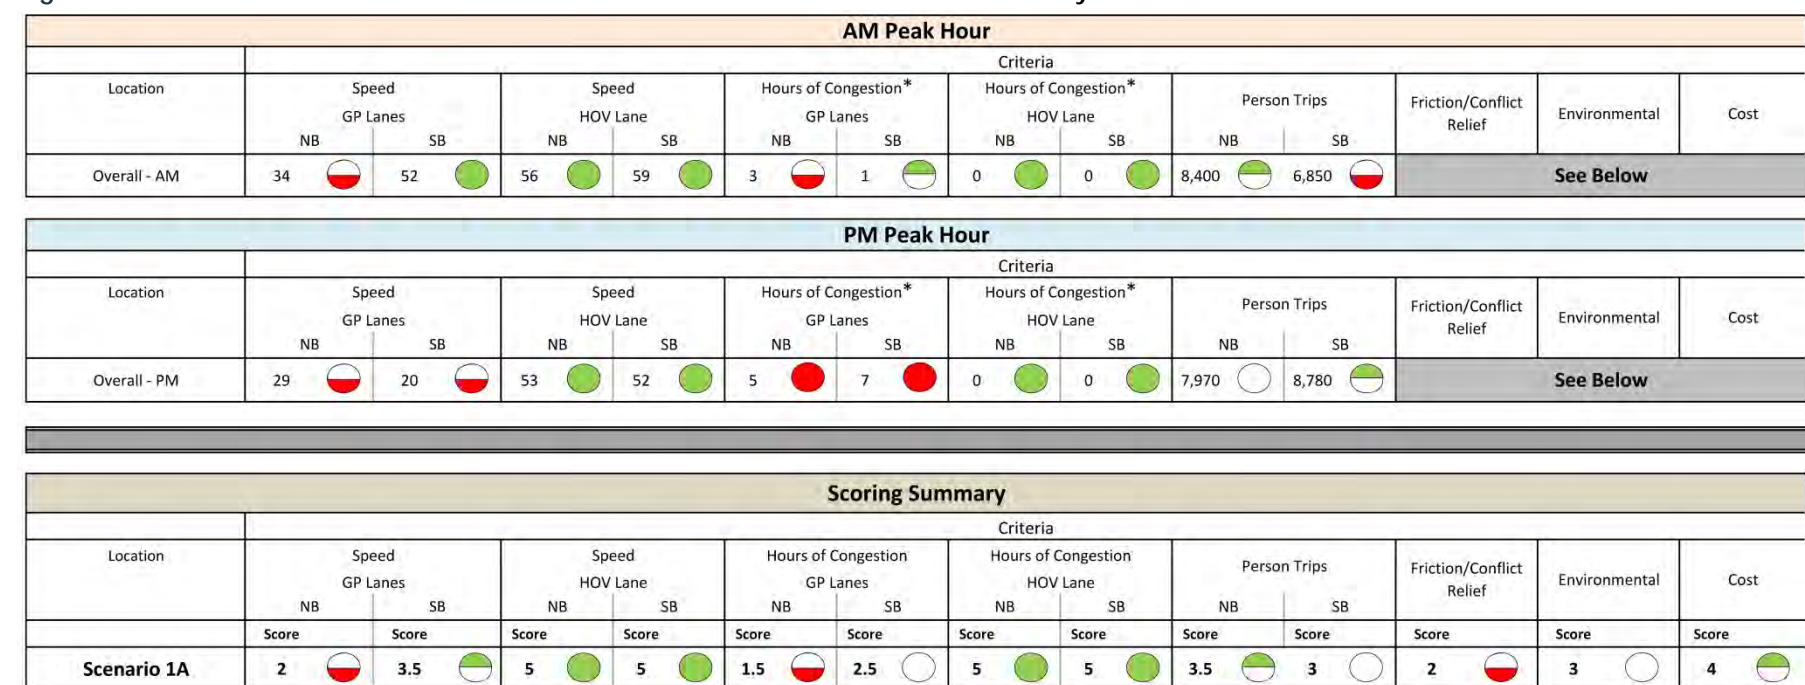 AM Peak Hour
Criteria
Location Speed Speed Hours of Congestion* Hours of Congestion* Person Trips Friction/Conflict Relief Environmental Cost
GP Lanes HOV Lane GP Lanes HOV Lane
NB SB NB SB NB SB NB SB NB SB
Overall - AM 34 52 56 59 3 1 0 0 8,400 6,850 See Below
PM Peak Hour
Criteria
Location Speed Speed Hours of Congestion* Hours of Congestion* Person Trips Friction/Conflict Relief Environmental Cost
GP Lanes HOV Lane GP Lanes HOV Lane
NB SB NB SB NB SB NB SB NB SB
Overall - PM 29 20 53 52 5 7 0 0 7,970 8,780 See Below
Scoring Summary
Criteria
Location Speed Speed Hours of Congestion Hours of Congestion Person Trips Friction/Conflict Relief Environmental Cost
GP Lanes HOV Lane GP Lanes HOV Lane
NB SB NB SB NB SB NB SB NB SB
Score Score Score Score Score Score Score Score Score Score Score Score Score
Scenario 1A 2 3.5 5 5 1.5 2.5 5 5 3.5 3 2 3 4